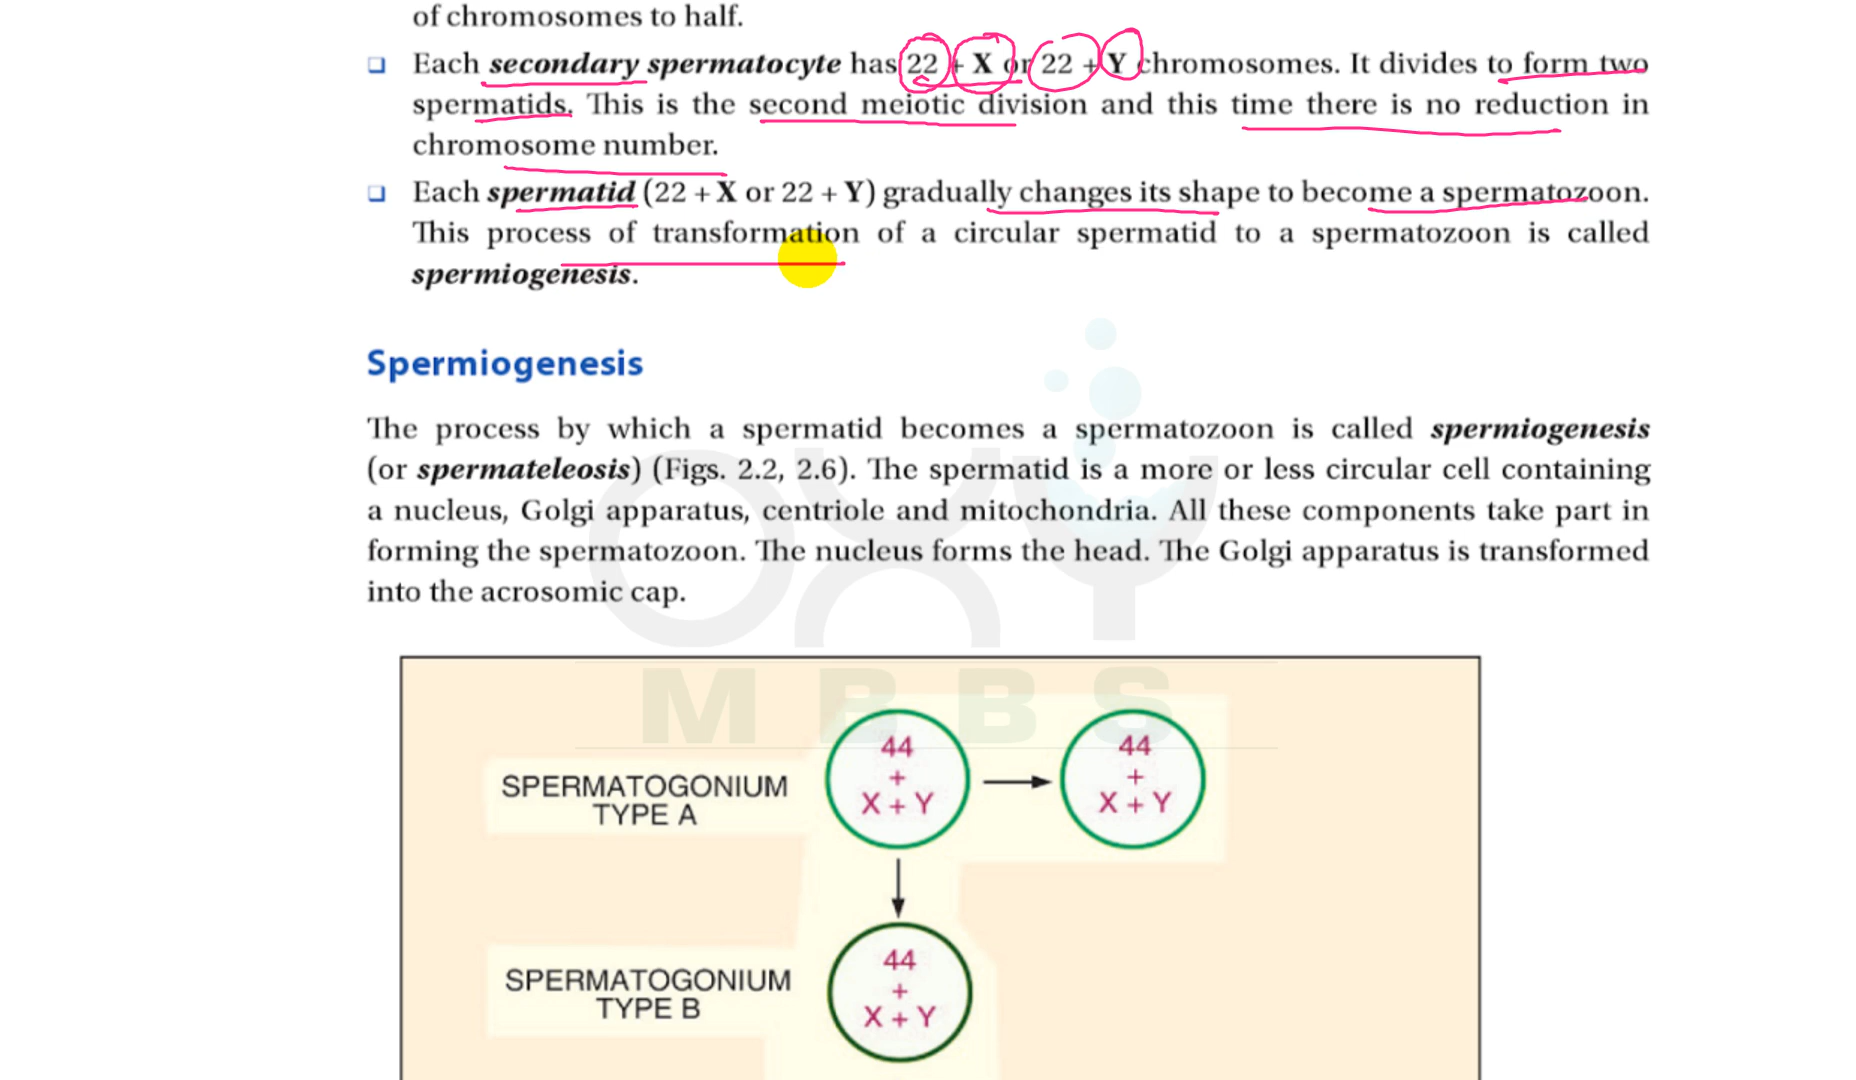 of chromosomes to half.
❑ Each secondary spermatocyte has 22 + X or 22 + Y chromosomes. It divides to form two
spermatids. This is the second meiotic division and this time there is no reduction in
chromosome number.
❑ Each spermatid (22 + X or 22 + Y) gradually changes its shape to become a spermatozoon.
This process of transformation of a circular spermatid to a spermatozoon is called
spermiogenesis.
Spermiogenesis
The process by which a spermatid becomes a spermatozoon is called spermiogenesis
(or spermateleosis) (Figs. 2.2, 2.6). The spermatid is a more or less circular cell containing
a nucleus, Golgi apparatus, centriole and mitochondria. All these components take part in
forming the spermatozoon. The nucleus forms the head. The Golgi apparatus is transformed
into the acrosomic cap.
OXY
MBBS
SPERMATOGONIUM
TYPE A
44
+
X + Y
44
+
X + Y
SPERMATOGONIUM
TYPE B
44
+
X + Y